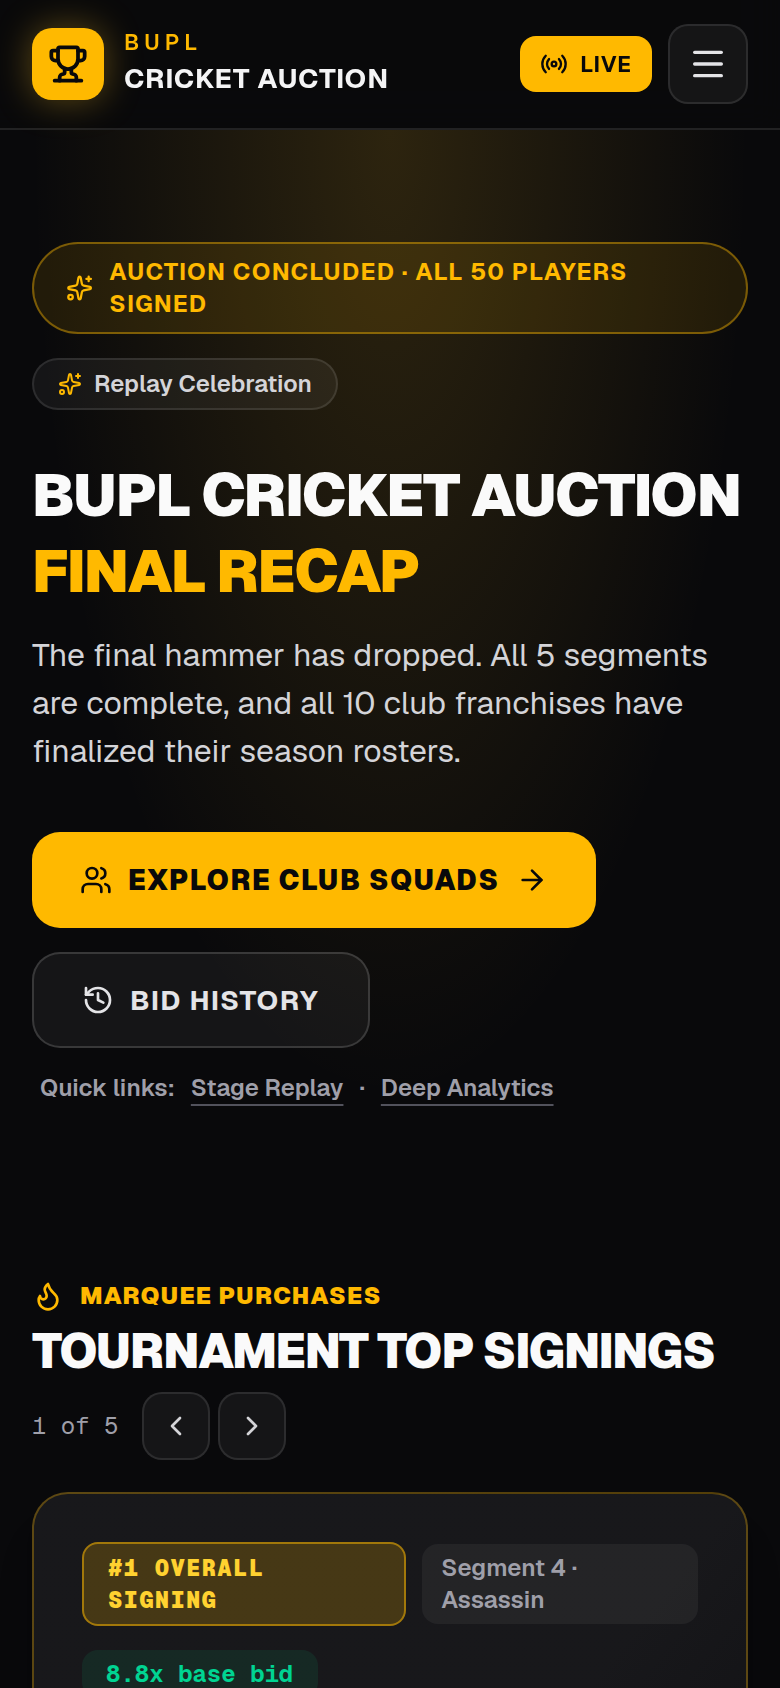 BUPL
CRICKET AUCTION
LIVE
AUCTION CONCLUDED · ALL 50 PLAYERS
SIGNED
Replay Celebration
BUPL CRICKET AUCTION
FINAL RECAP
The final hammer has dropped. All 5 segments
are complete, and all 10 club franchises have
finalized their season rosters.
EXPLORE CLUB SQUADS
BID HISTORY
Quick links: Stage Replay · Deep Analytics
MARQUEE PURCHASES
TOURNAMENT TOP SIGNINGS
1 of 5
#1 OVERALL
SIGNING
Segment 4 ·
Assassin
8.8x base bid